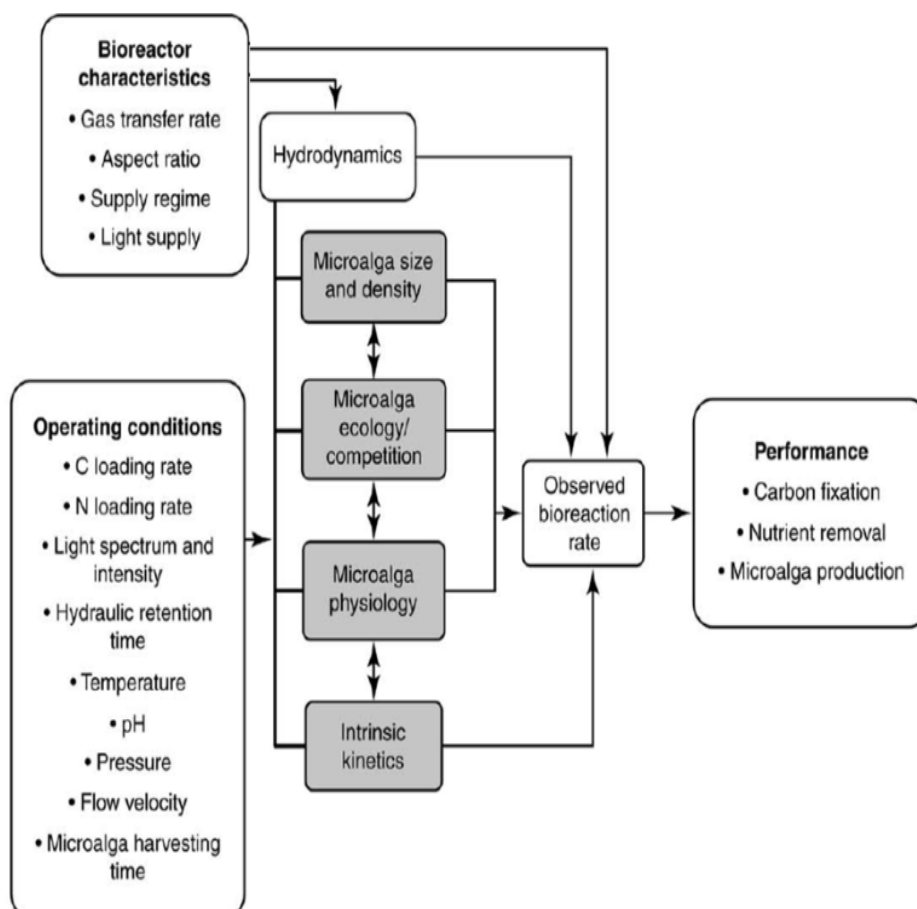 Bioreactor
characteristics
• Gas transfer rate
• Aspect ratio
• Supply regime
• Light supply
Hydrodynamics
Microalga size
and density
Microalga
ecology/
competition
Microalga
physiology
Intrinsic
kinetics
Operating conditions
• C loading rate
• N loading rate
• Light spectrum and
intensity
• Hydraulic retention
time
• Temperature
• pH
• Pressure
• Flow velocity
• Microalga harvesting
time
Observed
bioreaction
rate
Performance
• Carbon fixation
• Nutrient removal
• Microalga production